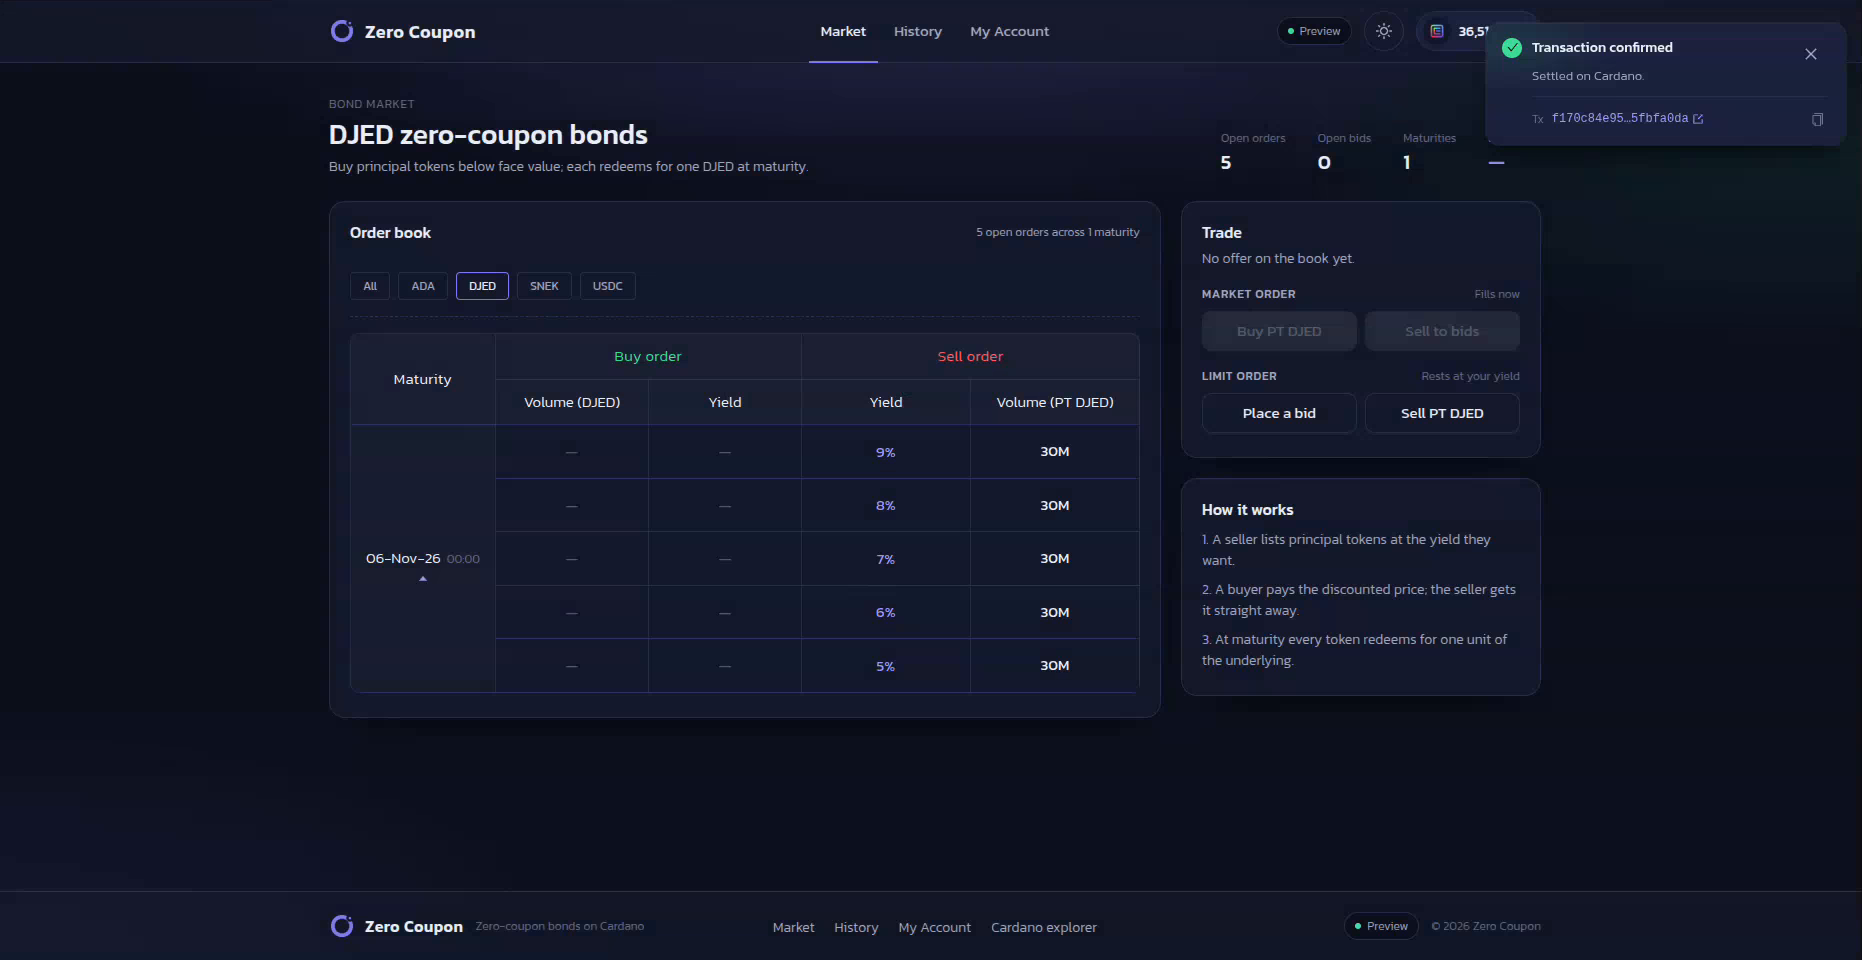 Zero Coupon
Market
History
My Account
Preview
Transaction confirmed
Settled on Cardano.
Tx f170c84e95…5fbfa0da
BOND MARKET
DJED zero-coupon bonds
Buy principal tokens below face value; each redeems for one DJED at maturity.
Open orders
5
Open bids
0
Maturities
1
—
Order book
5 open orders across 1 maturity
All
ADA
DJED
SNEK
USDC
Maturity
Buy order
Sell order
Volume (DJED)
Yield
Yield
Volume (PT DJED)
06-Nov-26 00:00
— — 9% 30M
— — 8% 30M
— — 7% 30M
— — 6% 30M
— — 5% 30M
Trade
No offer on the book yet.
MARKET ORDER
Fills now
Buy PT DJED
Sell to bids
LIMIT ORDER
Rests at your yield
Place a bid
Sell PT DJED
How it works
1. A seller lists principal tokens at the yield they
want.
2. A buyer pays the discounted price; the seller gets
it straight away.
3. At maturity every token redeems for one unit of
the underlying.
Zero Coupon
Zero-coupon bonds on Cardano
Market
History
My Account
Cardano explorer
Preview
© 2026 Zero Coupon